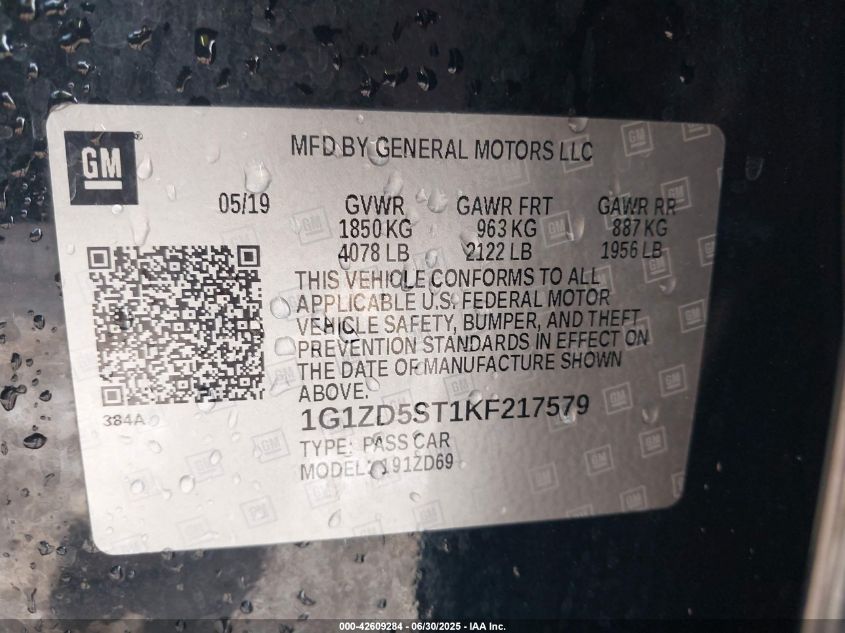 GM
MFD BY GENERAL MOTORS LLC
05/19 GVWR GAWR FRT GAWR RR
1850 KG 963 KG 887 KG
4078 LB 2122 LB 1956 LB
THIS VEHICLE CONFORMS TO ALL
APPLICABLE U.S. FEDERAL MOTOR
VEHICLE SAFETY, BUMPER, AND THEFT
PREVENTION STANDARDS IN EFFECT ON
THE DATE OF MANUFACTURE SHOWN
ABOVE.
384A
1G1ZD5ST1KF217579
TYPE: PASS CAR
MODEL: 191ZD69
000-42609284 - 06/30/2025 - IAA Inc.